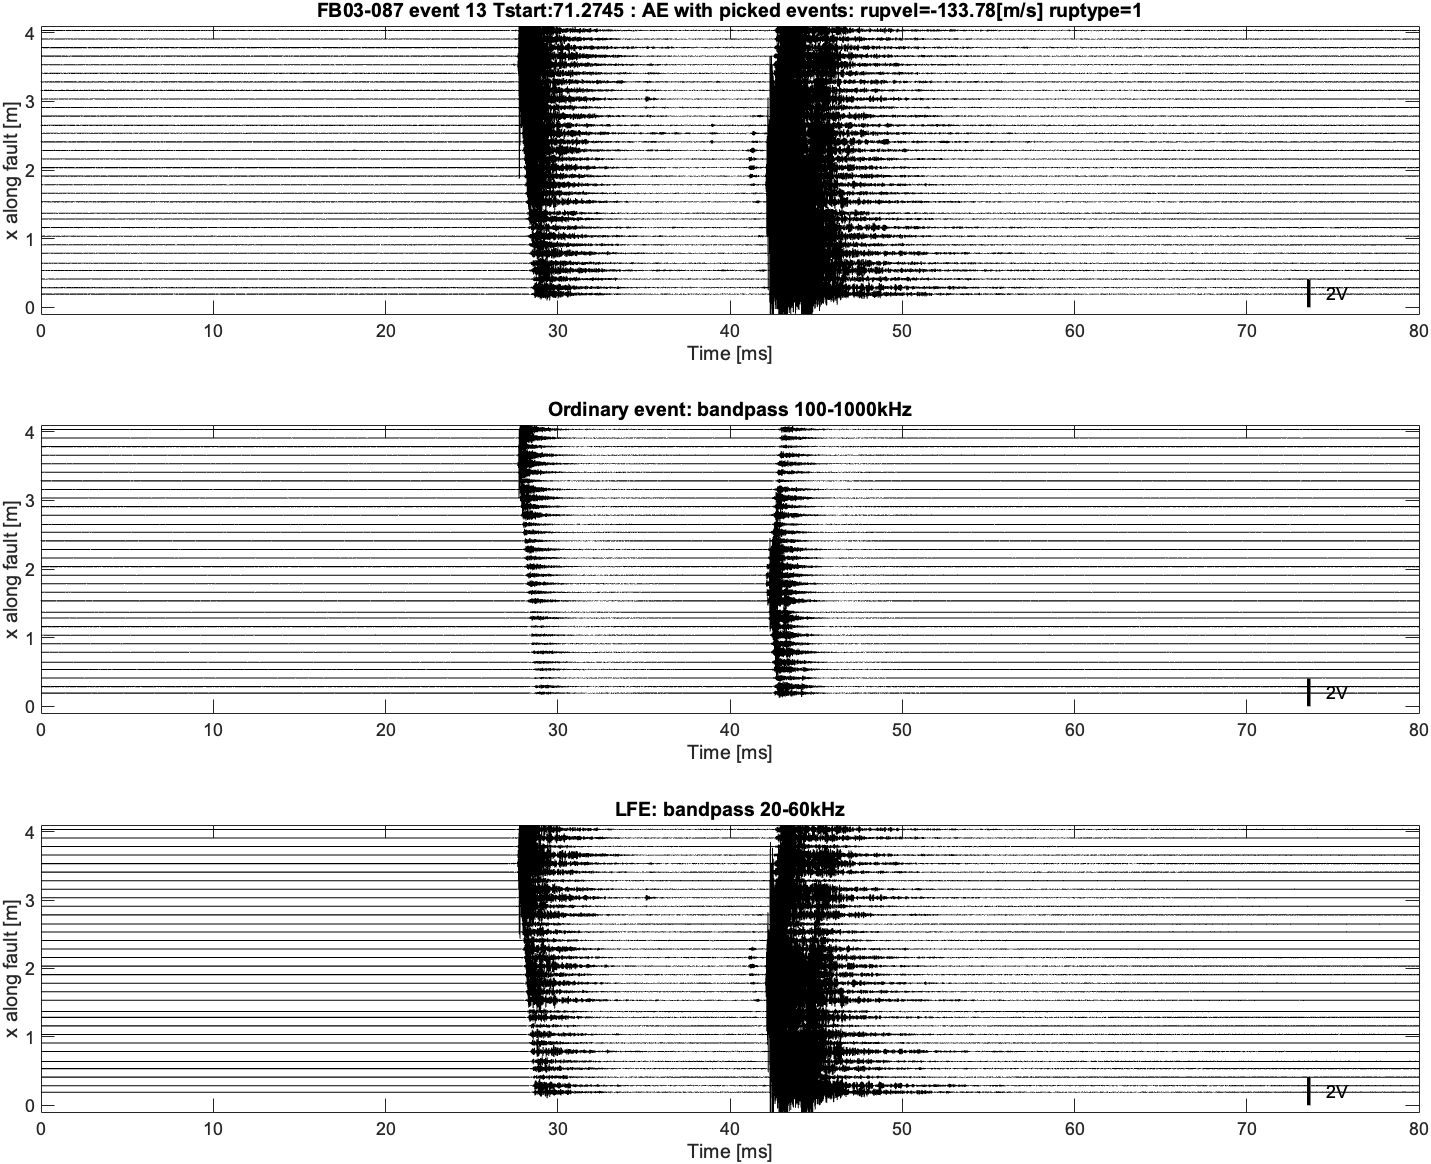 FB03-087 event 13 Tstart:71.2745 : AE with picked events: rupvel=-133.78[m/s] ruptype=1
4
3
2
1
0
x along fault [m]
2V
0 10 20 30 40 50 60 70 80
Time [ms]
Ordinary event: bandpass 100-1000kHz
4
3
2
1
0
x along fault [m]
2V
0 10 20 30 40 50 60 70 80
Time [ms]
LFE: bandpass 20-60kHz
4
3
2
1
0
x along fault [m]
2V
0 10 20 30 40 50 60 70 80
Time [ms]